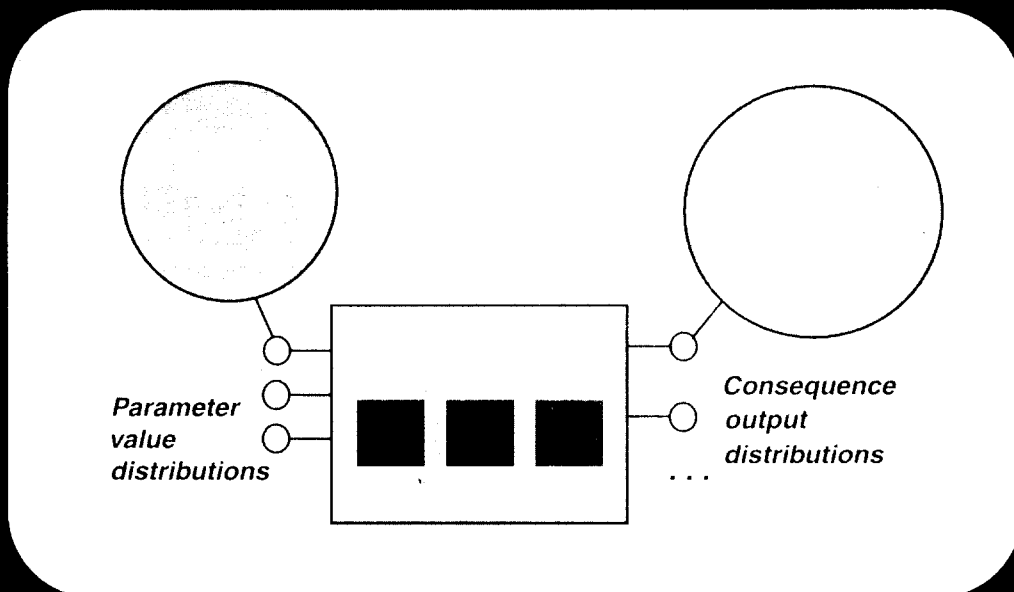 Parameter
value
distributions
Consequence
output
distributions
...